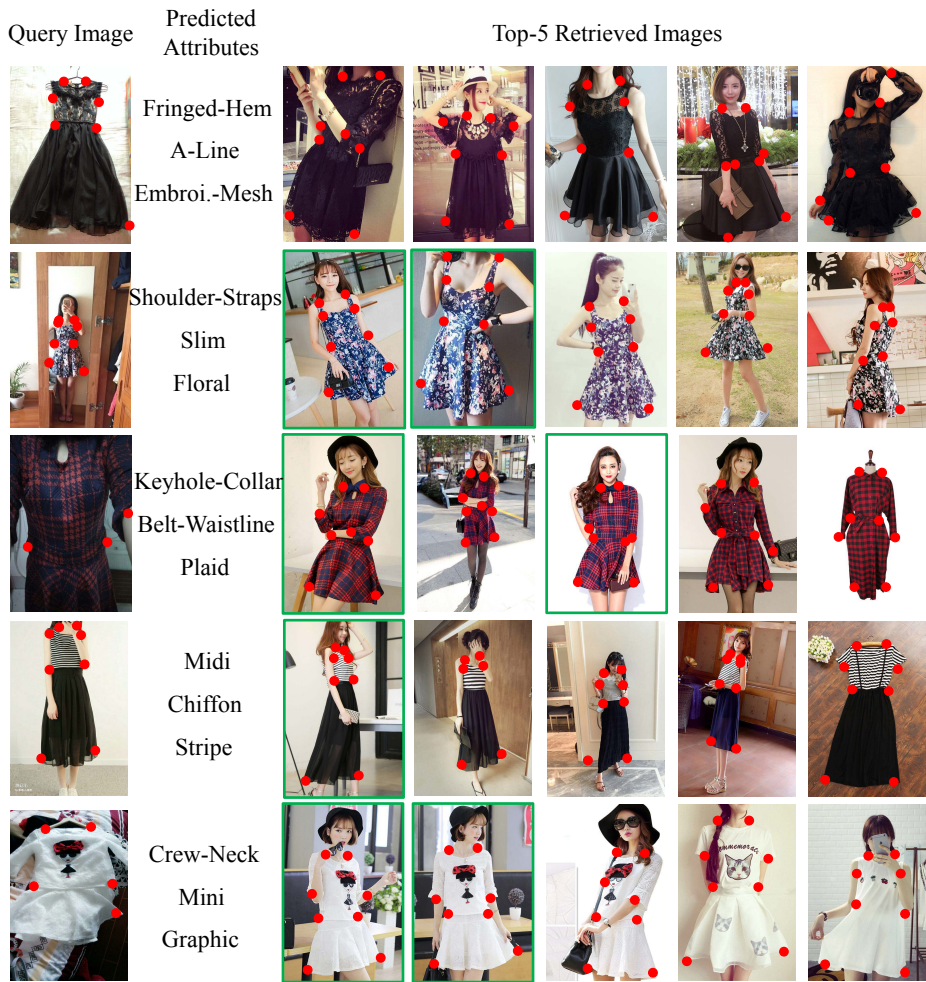 Query Image
Predicted
Attributes
Top-5 Retrieved Images
Fringed-Hem
A-Line
Embroi.-Mesh
Shoulder-Straps
Slim
Floral
Keyhole-Collar
Belt-Waistline
Plaid
Midi
Chiffon
Stripe
Crew-Neck
Mini
Graphic